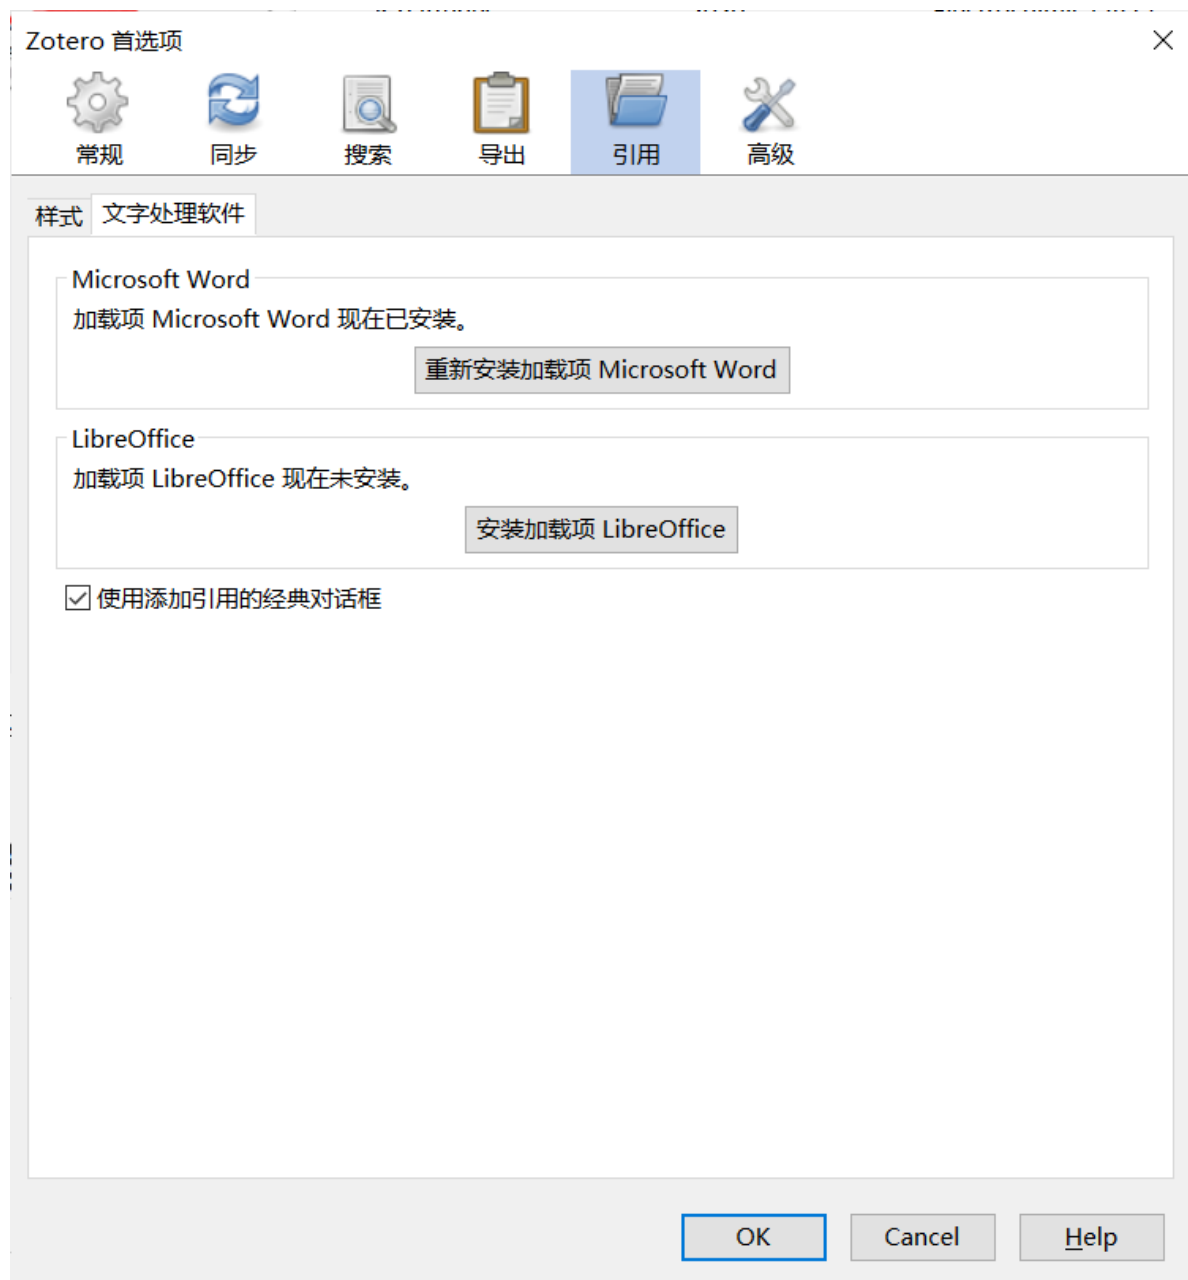 Zotero 首选项
常规 同步 搜索 导出 引用 高级
样式 文字处理软件
Microsoft Word
加载项 Microsoft Word 现在已安装。
重新安装加载项 Microsoft Word
LibreOffice
加载项 LibreOffice 现在未安装。
安装加载项 LibreOffice
使用添加引用的经典对话框
OK Cancel Help